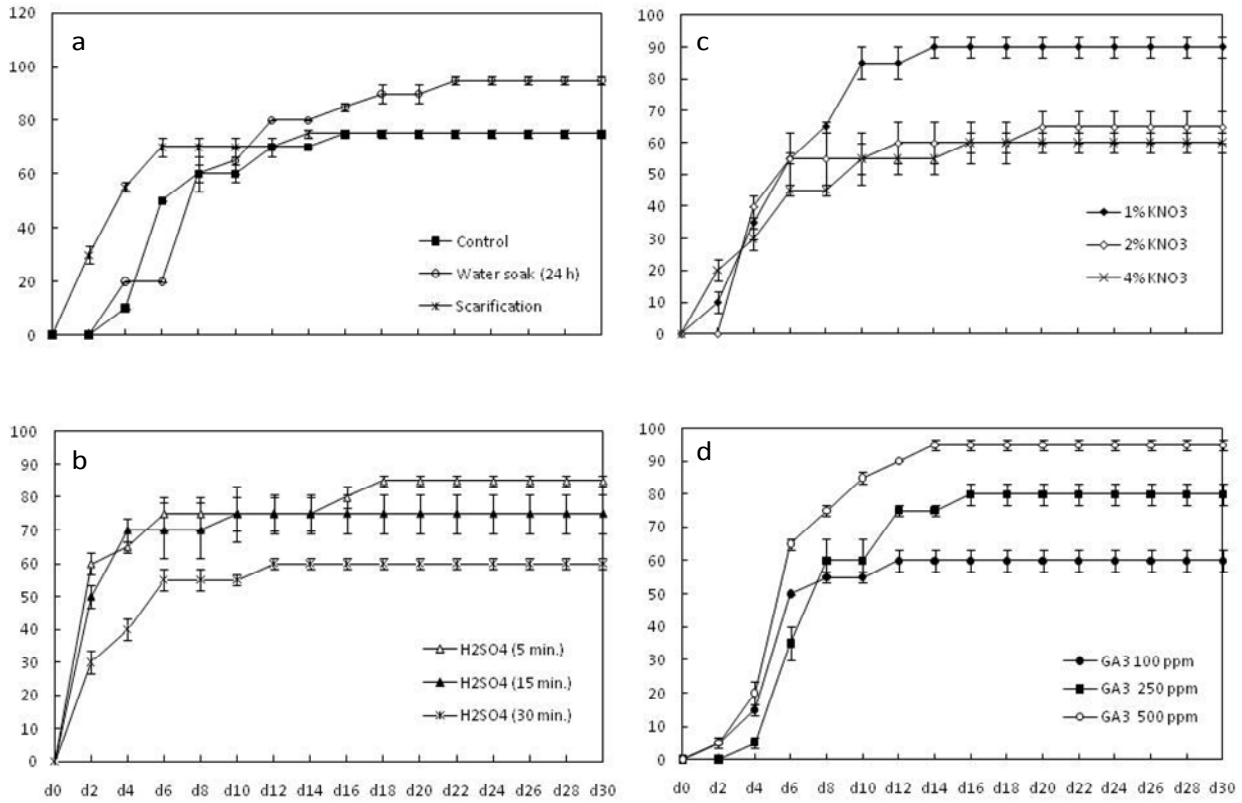 a
120
100
80
60
40
20
0
Control
Water soak (24 h)
Scarification
c
100
90
80
70
60
50
40
30
20
10
0
1%KNO3
2%KNO3
4%KNO3
b
100
90
80
70
60
50
40
30
20
10
0
H2SO4 (5 min.)
H2SO4 (15 min.)
H2SO4 (30 min.)
d0 d2 d4 d6 d8 d10 d12 d14 d16 d18 d20 d22 d24 d26 d28 d30
d
100
90
80
70
60
50
40
30
20
10
0
GA3 100 ppm
GA3 250 ppm
GA3 500 ppm
d0 d2 d4 d6 d8 d10 d12 d14 d16 d18 d20 d22 d24 d26 d28 d30